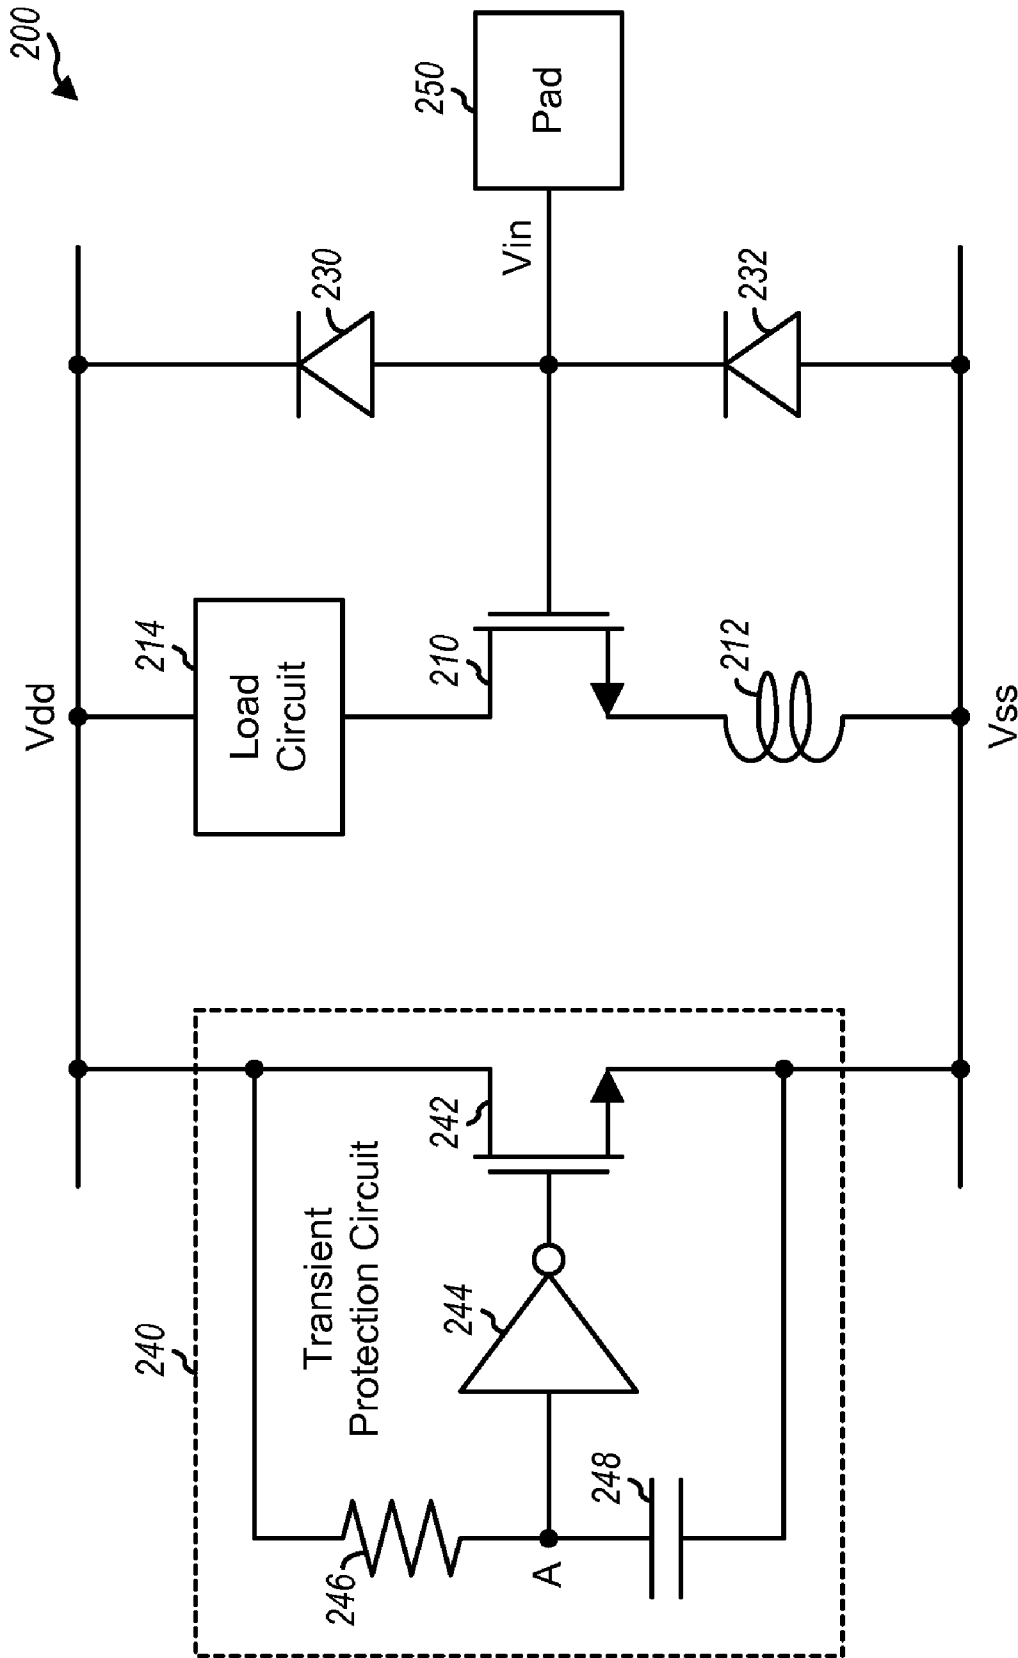 200
Vdd
240
Transient
Protection Circuit
246
A
248
244
242
214
Load
Circuit
210
212
230
232
Vin
250
Pad
Vss